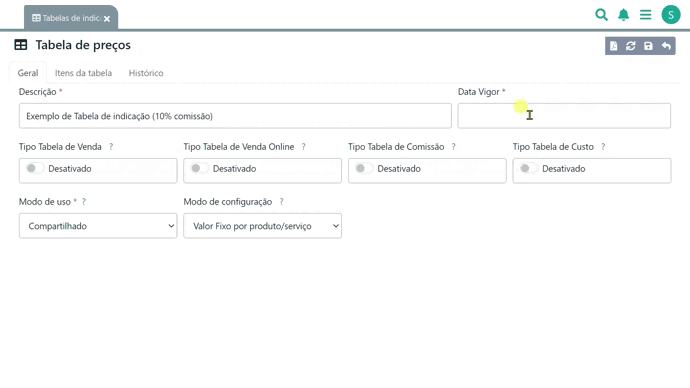 Tabelas de indic.
S
Tabela de preços
Geral Itens da tabela Histórico
Descrição * Data Vigor *
Exemplo de Tabela de indicação (10% comissão)
Tipo Tabela de Venda ? Tipo Tabela de Venda Online ? Tipo Tabela de Comissão ? Tipo Tabela de Custo ?
Desativado Desativado Desativado Desativado
Modo de uso * ? Modo de configuração ?
Compartilhado Valor Fixo por produto/serviço